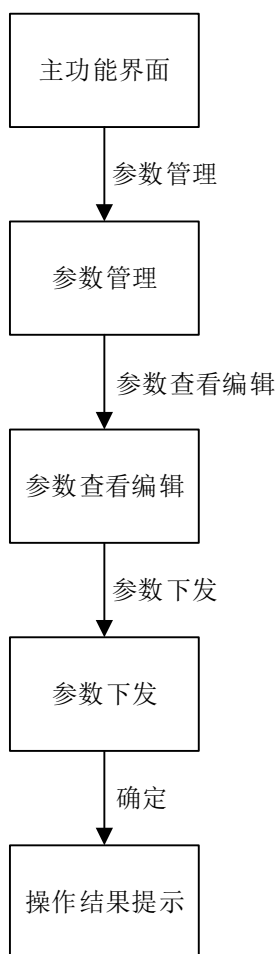 主功能界面
参数管理
参数管理
参数查看编辑
参数查看编辑
参数下发
参数下发
确定
操作结果提示